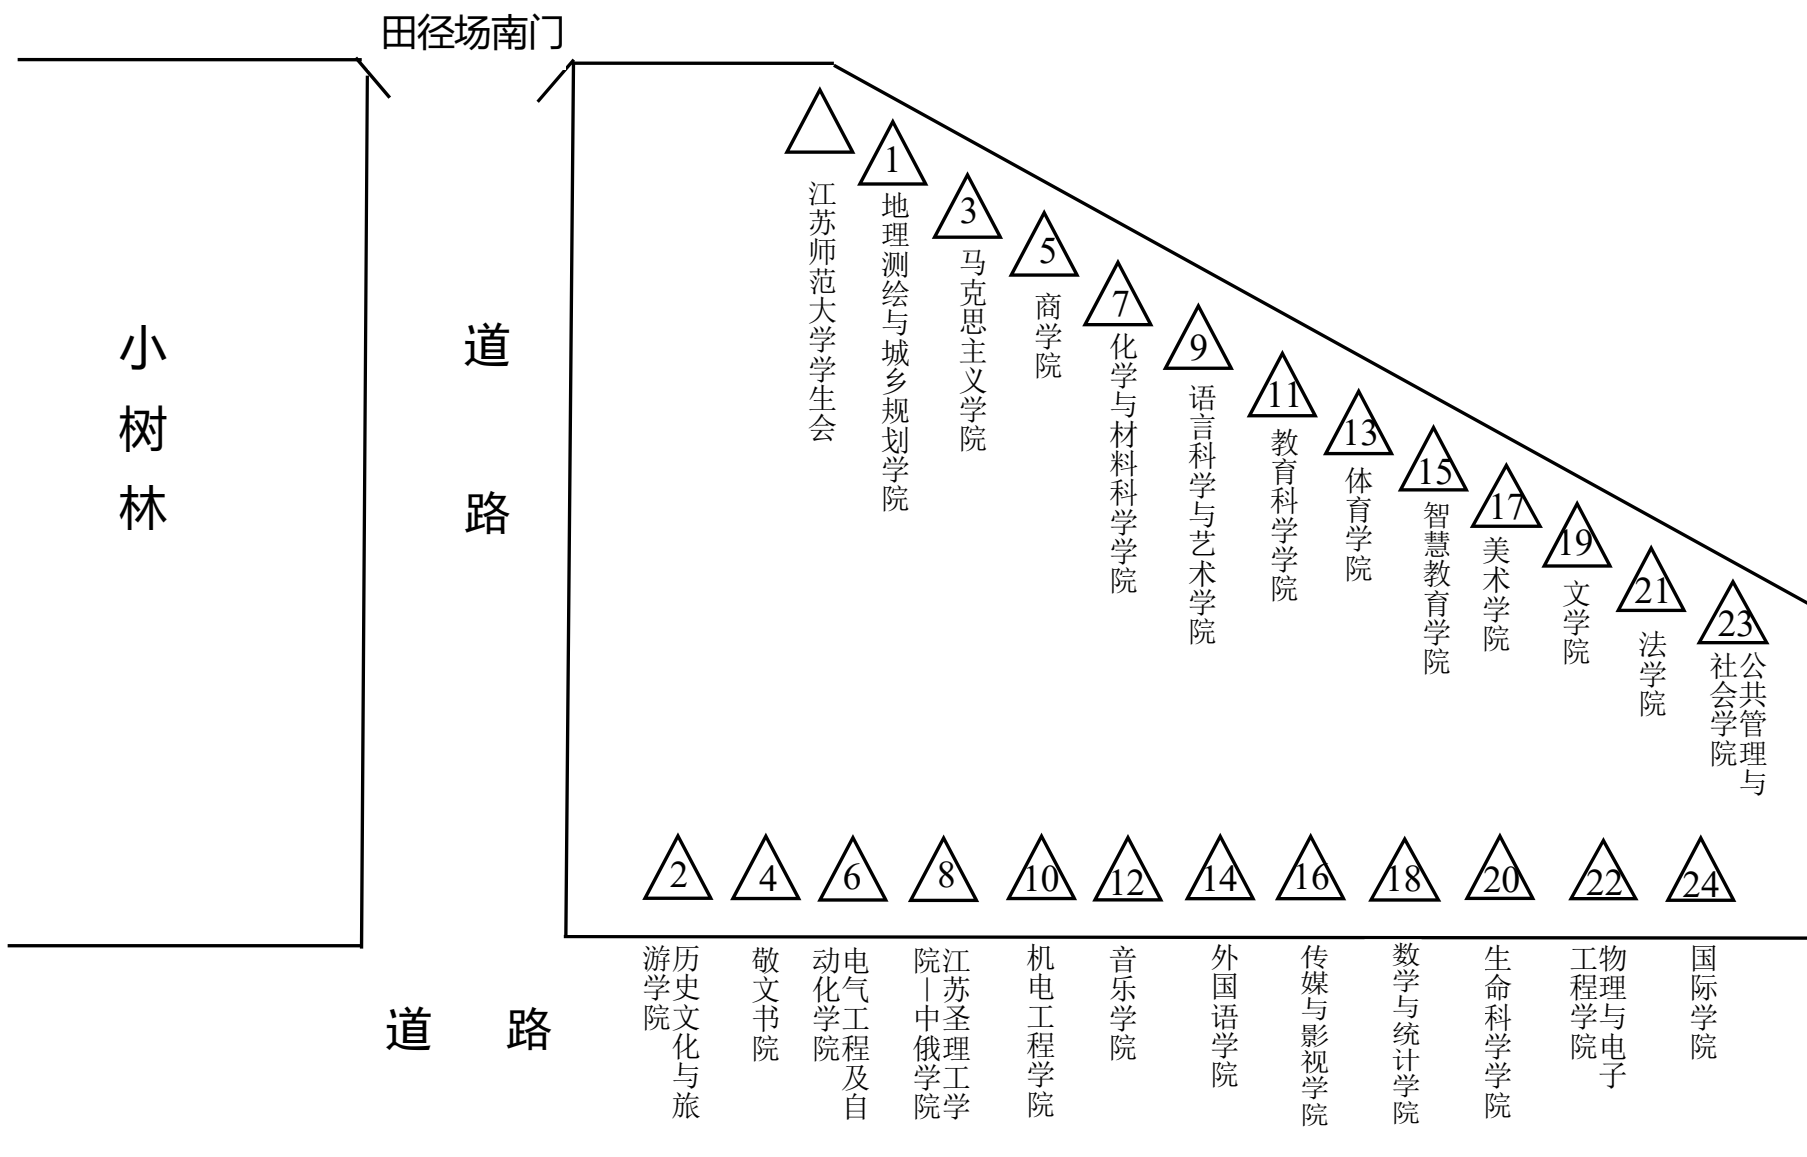 田径场南门
小树林
道路
江苏师范大学学生会
1
地理测绘与城乡规划学院
3
马克思主义学院
5
商学院
7
化学与材料科学学院
9
语言科学与艺术学院
11
教育科学学院
13
体育学院
15
智慧教育学院
17
美术学院
19
文学院
21
法学院
23
公共管理与
社会学院
2
历史文化与旅
游学院
4
敬文书院
6
电气工程及自
动化学院
8
江苏圣理工学
院—中俄学院
10
机电工程学院
12
音乐学院
14
外国语学院
16
传媒与影视学院
18
数学与统计学院
20
生命科学学院
22
物理与电子
工程学院
24
国际学院
道 路